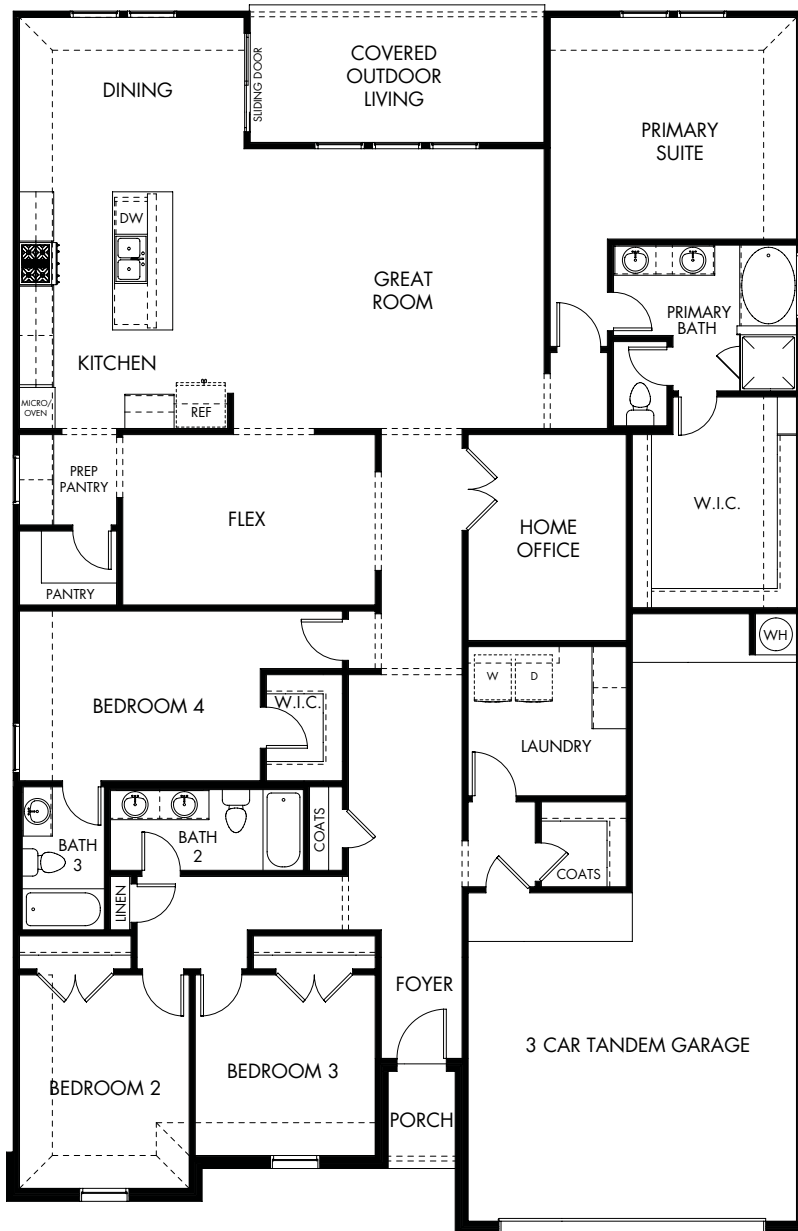 COVERED
OUTDOOR
LIVING
SLIDING DOOR
DINING
PRIMARY
SUITE
DW
GREAT
ROOM
PRIMARY
BATH
KITCHEN
MICRO/
OVEN
REF
PREP
PANTRY
FLEX
HOME
OFFICE
W.I.C.
PANTRY
WH
W
D
BEDROOM 4
W.I.C.
LAUNDRY
BATH
3
BATH
2
COATS
COATS
LINEN
FOYER
3 CAR TANDEM GARAGE
BEDROOM 2
BEDROOM 3
PORCH